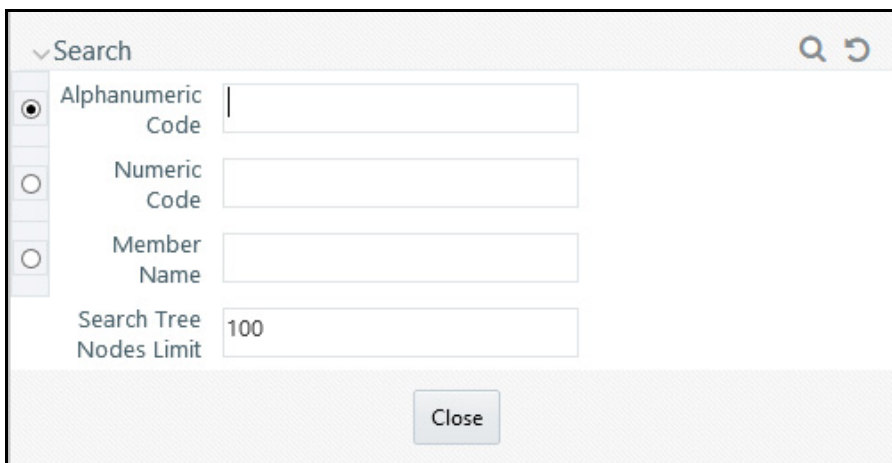 Search
Alphanumeric
Code
Numeric
Code
Member
Name
Search Tree
Nodes Limit
100
Close